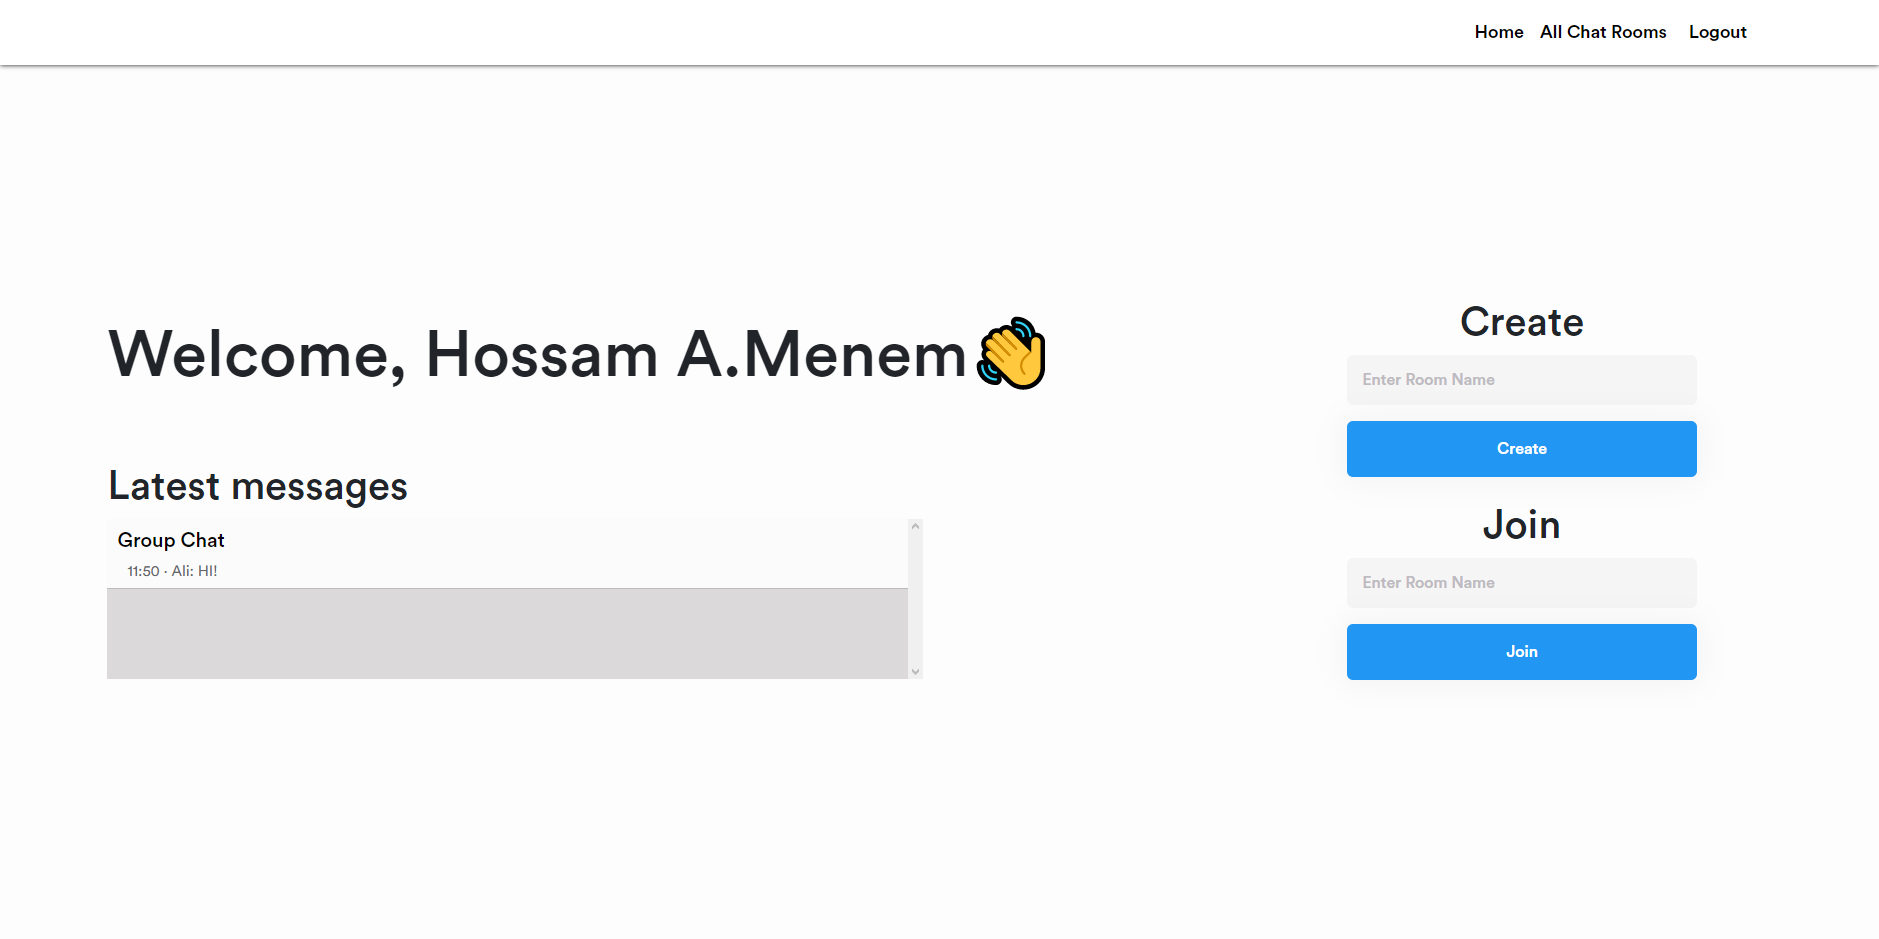 Home All Chat Rooms Logout
Welcome, Hossam A.Menem
Latest messages
Group Chat
11:50 · Ali: HI!
Create
Enter Room Name
Create
Join
Enter Room Name
Join